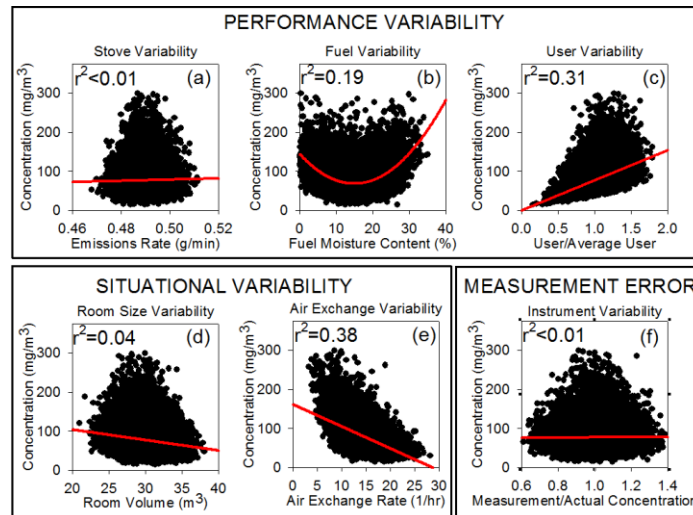 PERFORMANCE VARIABILITY
Stove Variability
r²<0.01 (a)
Concentration (mg/m³)
300
200
100
0
0.46 0.48 0.50 0.52
Emissions Rate (g/min)
Fuel Variability
r²=0.19 (b)
Concentration (mg/m³)
300
200
100
0
0 10 20 30 40
Fuel Moisture Content (%)
User Variability
r²=0.31 (c)
Concentration (mg/m³)
300
200
100
0
0.0 0.5 1.0 1.5 2.0
User/Average User
SITUATIONAL VARIABILITY
Room Size Variability
r²=0.04 (d)
Concentration (mg/m³)
300
200
100
0
20 25 30 35 40
Room Volume (m³)
Air Exchange Variability
r²=0.38 (e)
Concentration (mg/m³)
300
200
100
0
0 5 10 15 20 25 30
Air Exchange Rate (1/hr)
MEASUREMENT ERROR
Instrument Variability
r²<0.01 (f)
Concentration (mg/m³)
300
200
100
0
0.6 0.8 1.0 1.2 1.4
Measurement/Actual Concentration